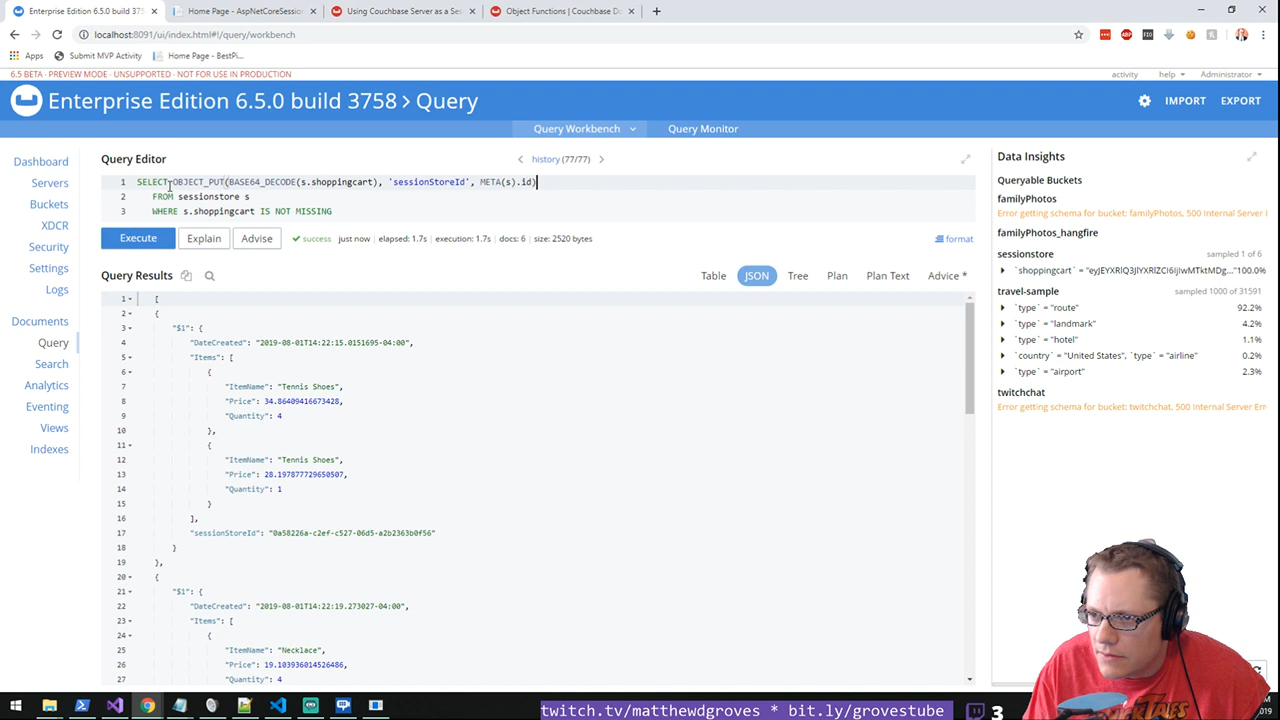 Enterprise Edition 6.5.0 build 375
Home Page - AspNetCoreSession
Using Couchbase Server as a Ses
Object Functions | Couchbase Do
localhost:8091/ui/index.html#!/query/workbench
Apps
Submit MVP Activity
Home Page - BestPi...
6.5 BETA - PREVIEW MODE - UNSUPPORTED - NOT FOR USE IN PRODUCTION
activity
help
Administrator
Enterprise Edition 6.5.0 build 3758 > Query
IMPORT
EXPORT
Query Workbench
Query Monitor
Dashboard
Servers
Buckets
XDCR
Security
Settings
Logs
Documents
Query
Search
Analytics
Eventing
Views
Indexes
Query Editor
history (77/77)
1 SELECT OBJECT_PUT(BASE64_DECODE(s.shoppingcart), 'sessionStoreId', META(s).id)
2 FROM sessionstore s
3 WHERE s.shoppingcart IS NOT MISSING
Execute
Explain
Advise
success
just now
elapsed: 1.7s
execution: 1.7s
docs: 6
size: 2520 bytes
format
Query Results
Table
JSON
Tree
Plan
Plan Text
Advice *
1 [
2 {
3 "$1": {
4 "DateCreated": "2019-08-01T14:22:15.0151695-04:00",
5 "Items": [
6 {
7 "ItemName": "Tennis Shoes",
8 "Price": 34.86409416673428,
9 "Quantity": 4
10 },
11 {
12 "ItemName": "Tennis Shoes",
13 "Price": 28.197877729650507,
14 "Quantity": 1
15 }
16 ],
17 "sessionStoreId": "0a58226a-c2ef-c527-06d5-a2b2363b0f56"
18 }
19 },
20 {
21 "$1": {
22 "DateCreated": "2019-08-01T14:22:19.273027-04:00",
23 "Items": [
24 {
25 "ItemName": "Necklace",
26 "Price": 19.103936014526486,
27 "Quantity": 4
Data Insights
Queryable Buckets
familyPhotos
Error getting schema for bucket: familyPhotos, 500 Internal Server
familyPhotos_hangfire
sessionstore
sampled 1 of 6
`shoppingcart` = "eyJEYXRlQ3JlYXRlZCI6IjIwMTktMDg...
100.0%
travel-sample
sampled 1000 of 31591
`type` = "route"
92.2%
`type` = "landmark"
4.2%
`type` = "hotel"
1.1%
`country` = "United States", `type` = "airline"
0.2%
`type` = "airport"
2.3%
twitchchat
Error getting schema for bucket: twitchchat, 500 Internal Server Err
twitch.tv/matthewdgroves * bit.ly/grovestube
3